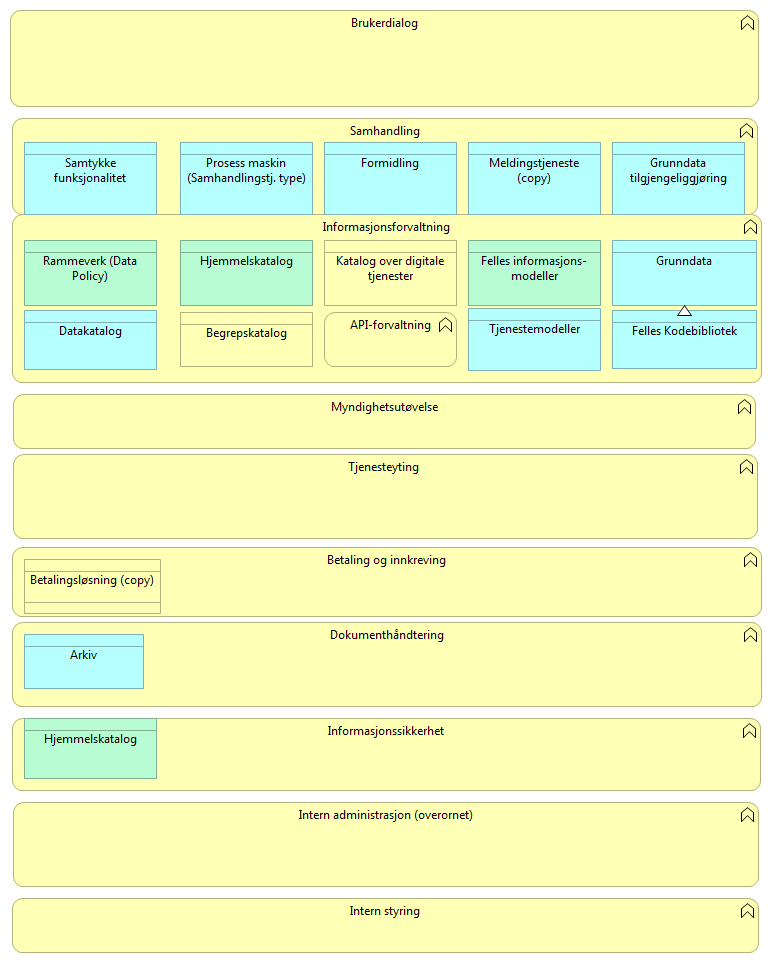 Brukerdialog
Samhandling
Samtykke
funksjonalitet
Prosess maskin
(Samhandlingstj. type)
Formidling
Meldingstjeneste
(copy)
Grunndata
tilgjengeliggjøring
Informasjonsforvaltning
Rammeverk (Data
Policy)
Hjemmelskatalog
Katalog over digitale
tjenester
Felles informasjons-
modeller
Grunndata
Datakatalog
Begrepskatalog
API-forvaltning
Tjenestemodeller
Felles Kodebibliotek
Myndighetsutøvelse
Tjenesteyting
Betaling og innkreving
Betalingsløsning (copy)
Dokumenthåndtering
Arkiv
Informasjonssikkerhet
Hjemmelskatalog
Intern administrasjon (overornet)
Intern styring